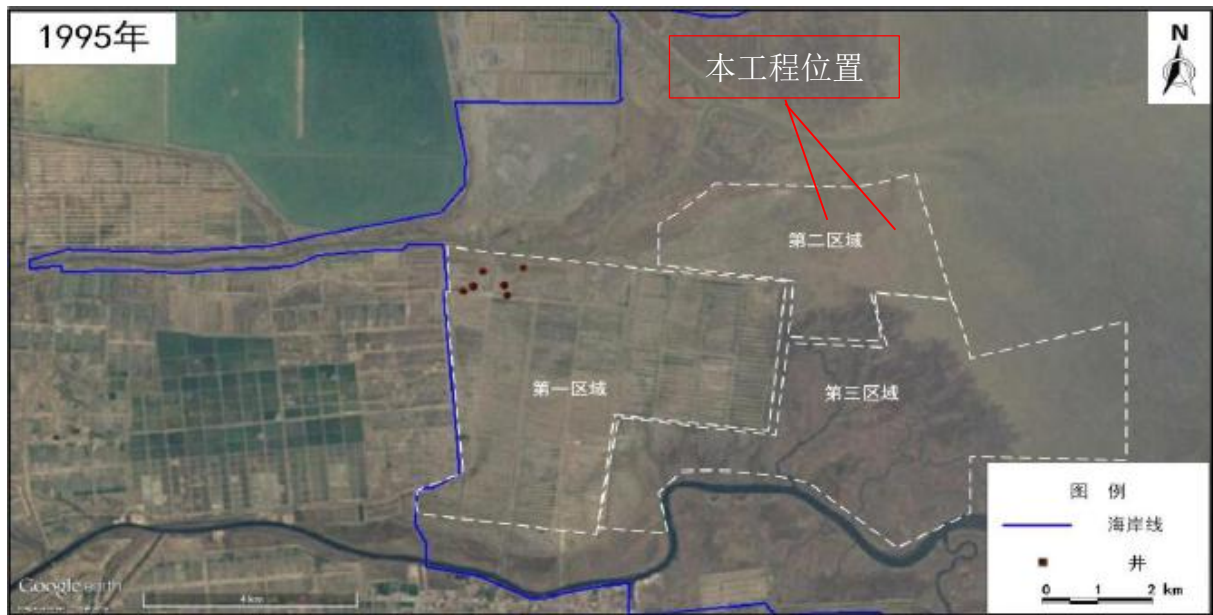 1995年
本工程位置
N
第二区域
第一区域
第三区域
图 例
海岸线
井
0 1 2 km
Google earth
4 km